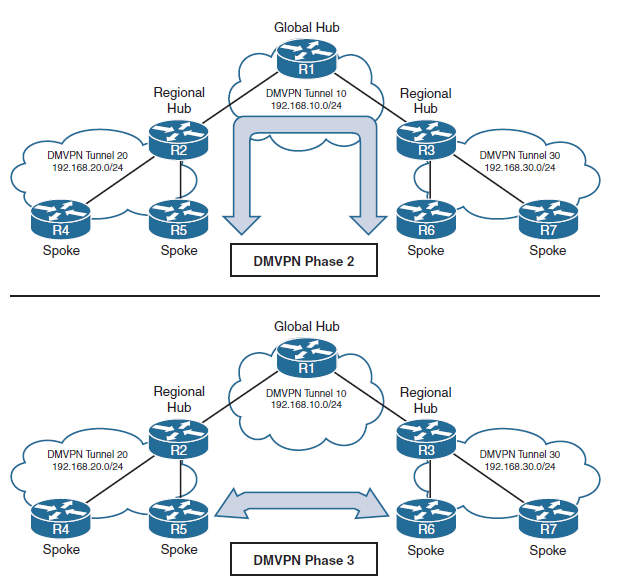 Global Hub
R1
DMVPN Tunnel 10
192.168.10.0/24
Regional
Hub
R2
Regional
Hub
R3
DMVPN Tunnel 20
192.168.20.0/24
DMVPN Tunnel 30
192.168.30.0/24
R4
Spoke
R5
Spoke
R6
Spoke
R7
Spoke
DMVPN Phase 2
Global Hub
R1
DMVPN Tunnel 10
192.168.10.0/24
Regional
Hub
R2
Regional
Hub
R3
DMVPN Tunnel 20
192.168.20.0/24
DMVPN Tunnel 30
192.168.30.0/24
R4
Spoke
R5
Spoke
R6
Spoke
R7
Spoke
DMVPN Phase 3